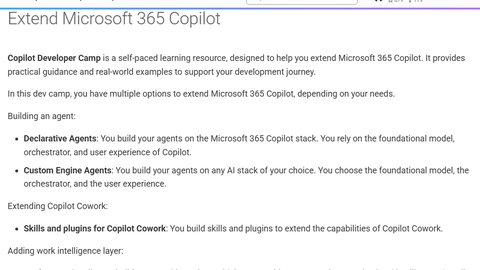 Extend Microsoft 365 Copilot
Copilot Developer Camp is a self-paced learning resource, designed to help you extend Microsoft 365 Copilot. It provides
practical guidance and real-world examples to support your development journey.
In this dev camp, you have multiple options to extend Microsoft 365 Copilot, depending on your needs.
Building an agent:
• Declarative Agents: You build your agents on the Microsoft 365 Copilot stack. You rely on the foundational model,
orchestrator, and user experience of Copilot.
• Custom Engine Agents: You build your agents on any AI stack of your choice. You choose the foundational model, the
orchestrator, and the user experience.
Extending Copilot Cowork:
• Skills and plugins for Copilot Cowork: You build skills and plugins to extend the capabilities of Copilot Cowork.
Adding work intelligence layer: